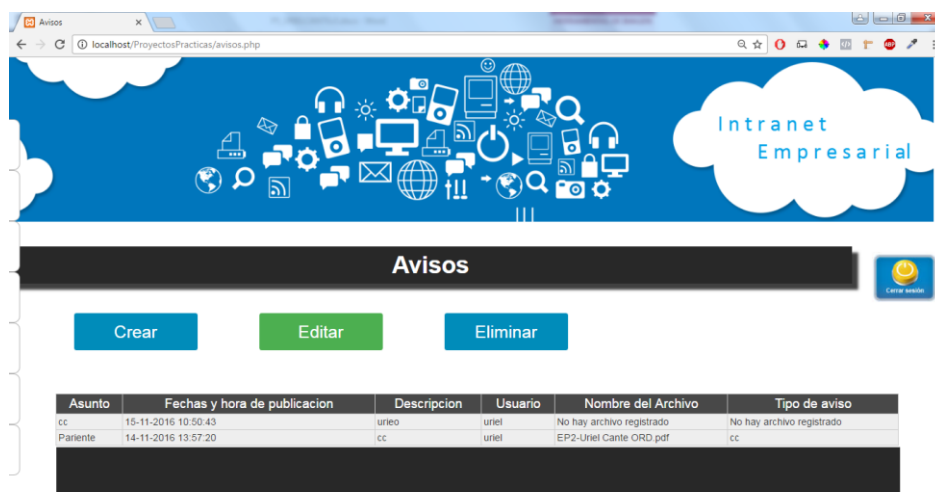 Avisos
localhost/ProyectosPracticas/avisos.php
Intranet
Empresarial
Avisos
Cerrar sesión
Crear Editar Eliminar
Asunto Fechas y hora de publicacion Descripcion Usuario Nombre del Archivo Tipo de aviso
cc 15-11-2016 10:50:43 urieo uriel No hay archivo registrado No hay archivo registrado
Pariente 14-11-2016 13:57:20 cc uriel EP2-Uriel Cante ORD.pdf cc